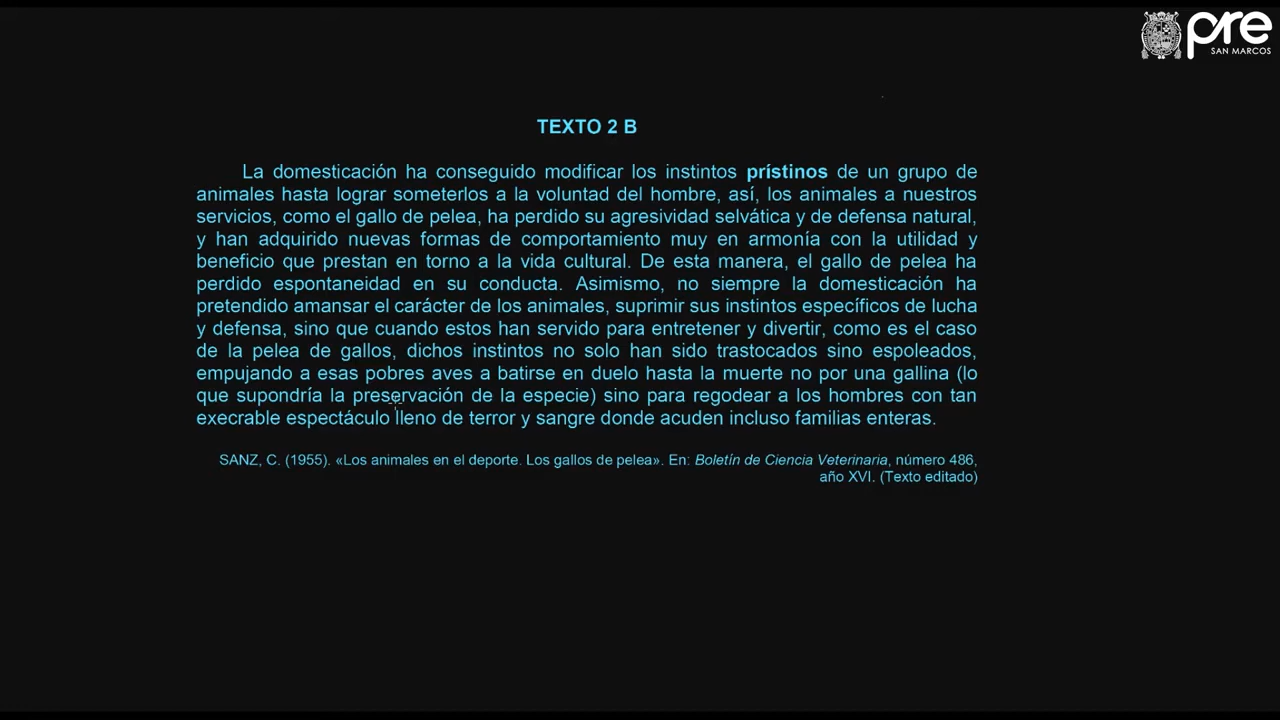 pre
SAN MARCOS
TEXTO 2 B
La domesticación ha conseguido modificar los instintos prístinos de un grupo de
animales hasta lograr someterlos a la voluntad del hombre, así, los animales a nuestros
servicios, como el gallo de pelea, ha perdido su agresividad selvática y de defensa natural,
y han adquirido nuevas formas de comportamiento muy en armonía con la utilidad y
beneficio que prestan en torno a la vida cultural. De esta manera, el gallo de pelea ha
perdido espontaneidad en su conducta. Asimismo, no siempre la domesticación ha
pretendido amansar el carácter de los animales, suprimir sus instintos específicos de lucha
y defensa, sino que cuando estos han servido para entretener y divertir, como es el caso
de la pelea de gallos, dichos instintos no solo han sido trastocados sino espoleados,
empujando a esas pobres aves a batirse en duelo hasta la muerte no por una gallina (lo
que supondría la preservación de la especie) sino para regodear a los hombres con tan
execrable espectáculo lleno de terror y sangre donde acuden incluso familias enteras.
SANZ, C. (1955). «Los animales en el deporte. Los gallos de pelea». En: Boletín de Ciencia Veterinaria, número 486,
año XVI. (Texto editado)